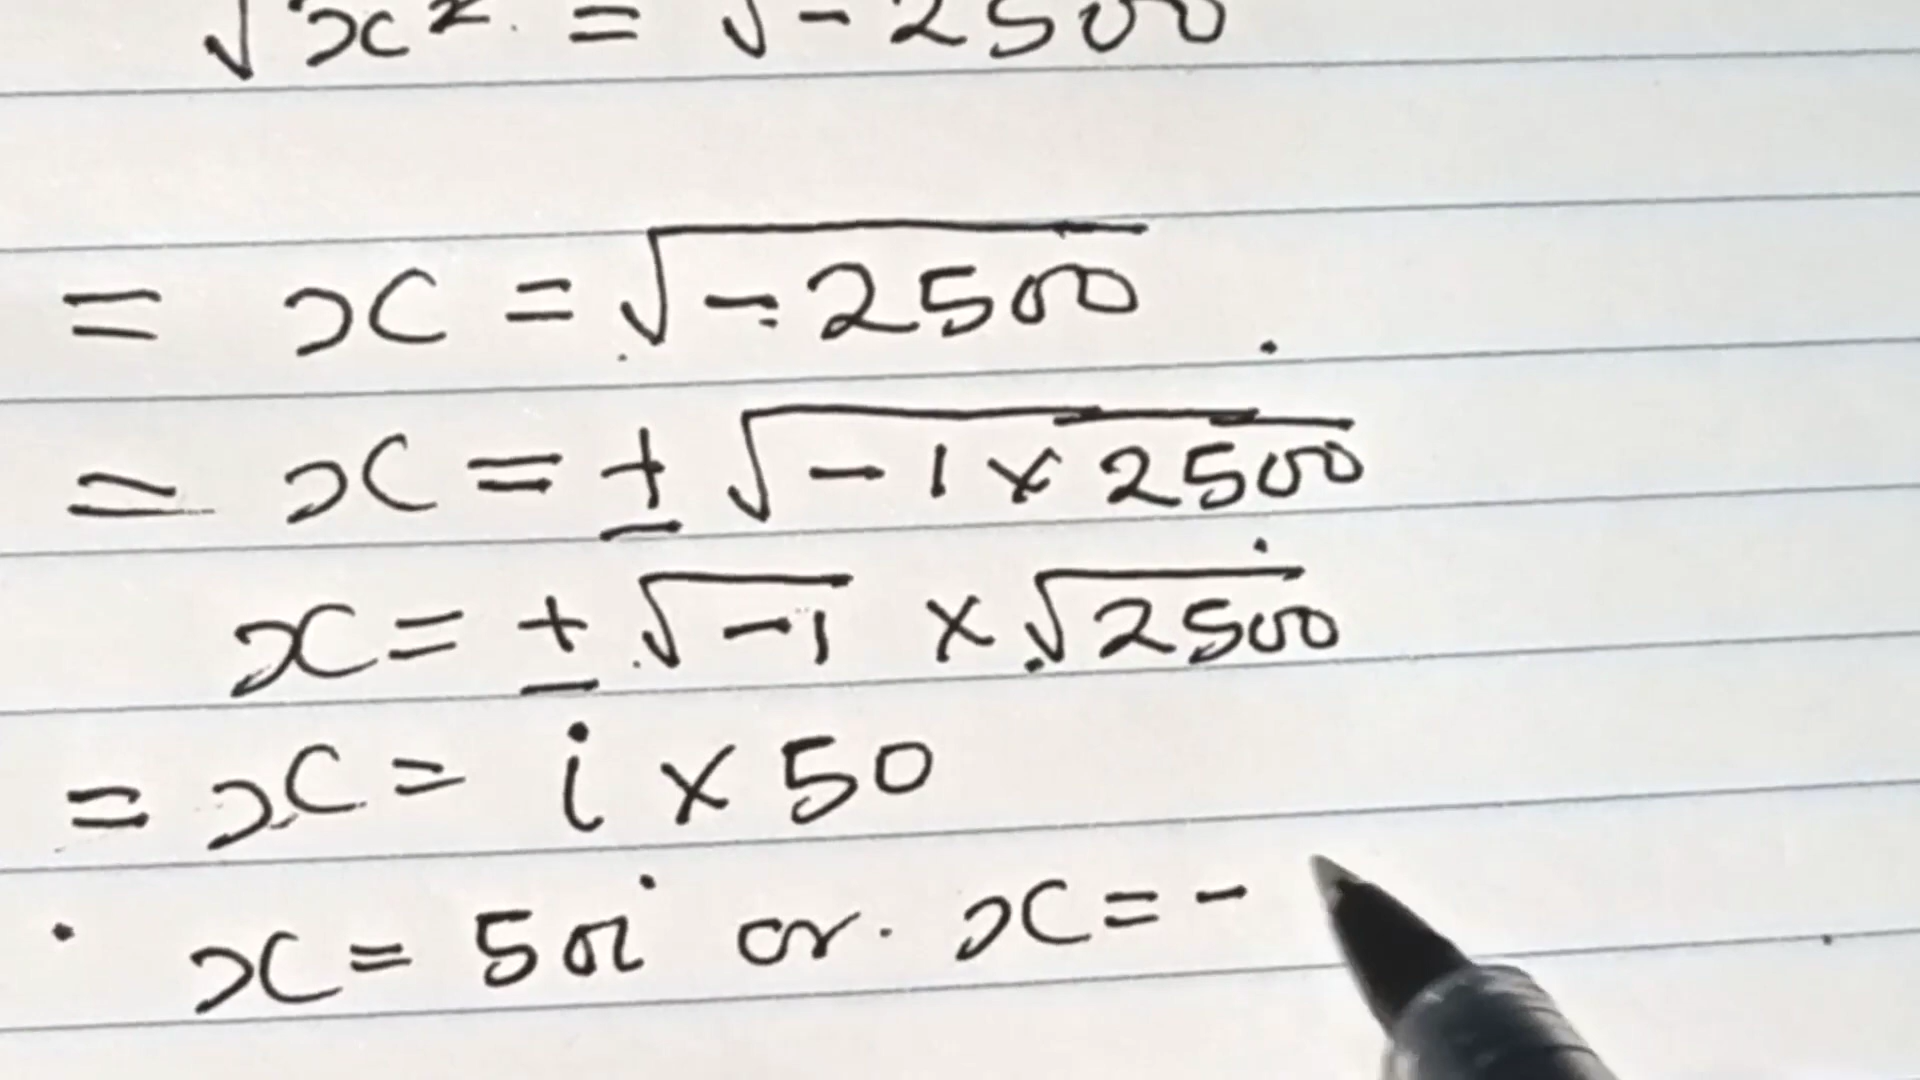 √x² = √-2500
= x = √-2500
= x = ± √-1 x 2500
x = ± √-1 x √2500
= x = i x 50
x = 50i or x = -